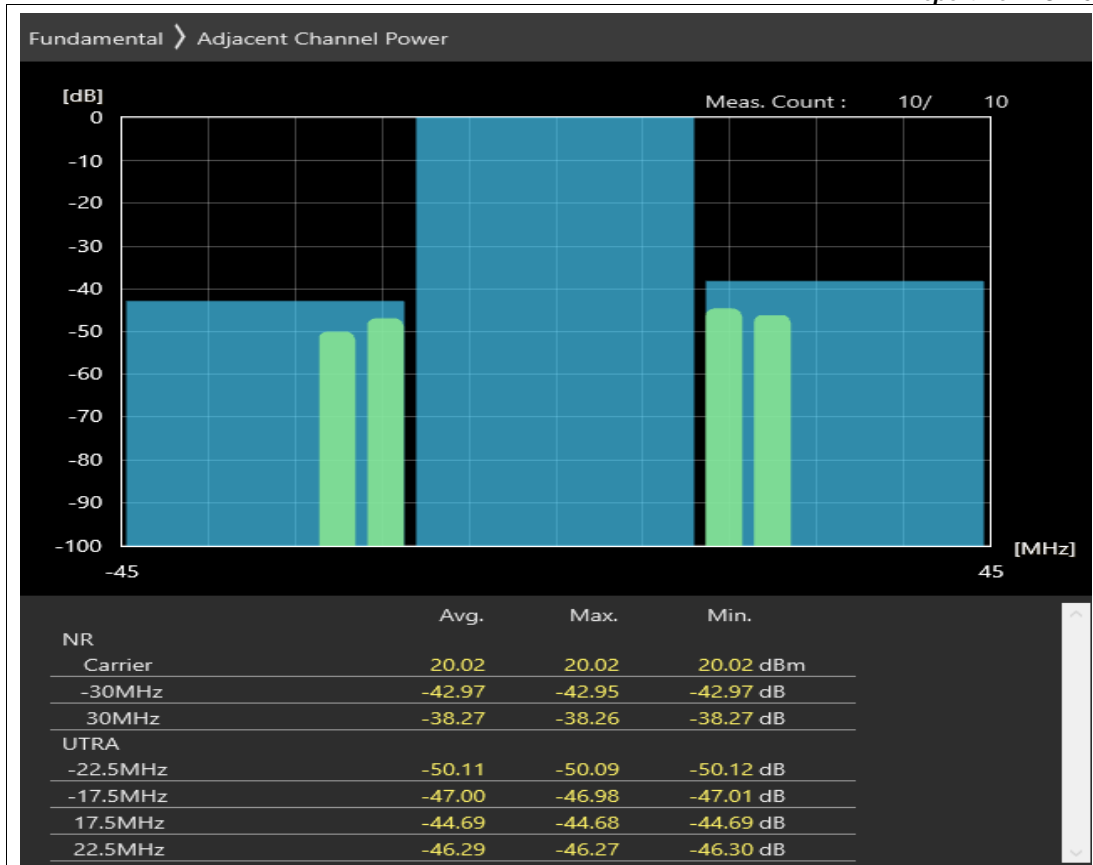 Fundamental 〉 Adjacent Channel Power
[dB]
Meas. Count : 10/ 10
0
-10
-20
-30
-40
-50
-60
-70
-80
-90
-100
[MHz]
-45 45
Avg. Max. Min.
NR
Carrier 20.02 20.02 20.02 dBm
-30MHz -42.97 -42.95 -42.97 dB
30MHz -38.27 -38.26 -38.27 dB
UTRA
-22.5MHz -50.11 -50.09 -50.12 dB
-17.5MHz -47.00 -46.98 -47.01 dB
17.5MHz -44.69 -44.68 -44.69 dB
22.5MHz -46.29 -46.27 -46.30 dB